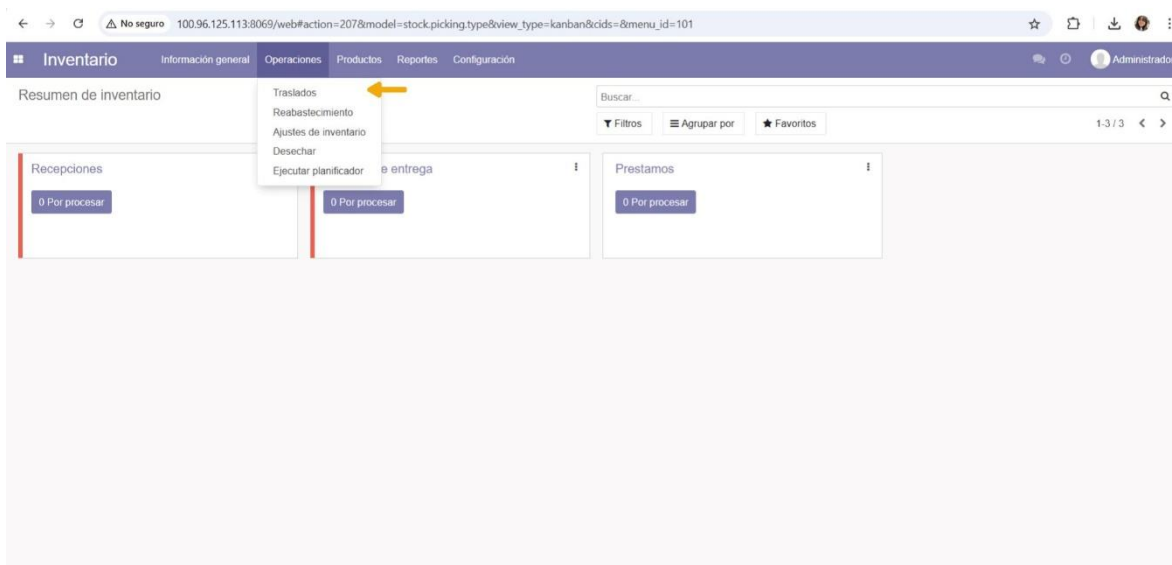 No seguro 100.96.125.113:8069/web#action=207&model=stock.picking.type&view_type=kanban&cids=&menu_id=101
Inventario Información general Operaciones Productos Reportes Configuración Administrador
Resumen de inventario
Traslados
Reabastecimiento
Ajustes de inventario
Desechar
Ejecutar planificador
Buscar...
Filtros Agrupar por Favoritos 1-3 / 3
Recepciones e entrega Prestamos
0 Por procesar 0 Por procesar 0 Por procesar